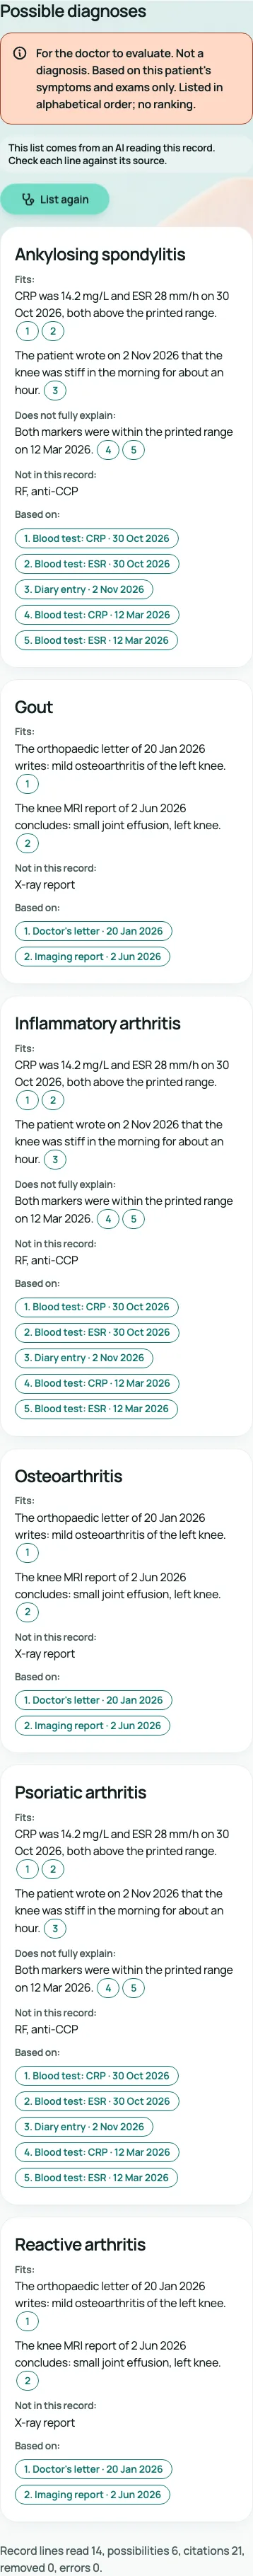 Possible diagnoses
For the doctor to evaluate. Not a
diagnosis. Based on this patient's
symptoms and exams only. Listed in
alphabetical order; no ranking.
This list comes from an AI reading this record.
Check each line against its source.
List again
Ankylosing spondylitis
Fits:
CRP was 14.2 mg/L and ESR 28 mm/h on 30
Oct 2026, both above the printed range.
1 2
The patient wrote on 2 Nov 2026 that the
knee was stiff in the morning for about an
hour. 3
Does not fully explain:
Both markers were within the printed range
on 12 Mar 2026. 4 5
Not in this record:
RF, anti-CCP
Based on:
1. Blood test: CRP · 30 Oct 2026
2. Blood test: ESR · 30 Oct 2026
3. Diary entry · 2 Nov 2026
4. Blood test: CRP · 12 Mar 2026
5. Blood test: ESR · 12 Mar 2026
Gout
Fits:
The orthopaedic letter of 20 Jan 2026
writes: mild osteoarthritis of the left knee.
1
The knee MRI report of 2 Jun 2026
concludes: small joint effusion, left knee.
2
Not in this record:
X-ray report
Based on:
1. Doctor's letter · 20 Jan 2026
2. Imaging report · 2 Jun 2026
Inflammatory arthritis
Fits:
CRP was 14.2 mg/L and ESR 28 mm/h on 30
Oct 2026, both above the printed range.
1 2
The patient wrote on 2 Nov 2026 that the
knee was stiff in the morning for about an
hour. 3
Does not fully explain:
Both markers were within the printed range
on 12 Mar 2026. 4 5
Not in this record:
RF, anti-CCP
Based on:
1. Blood test: CRP · 30 Oct 2026
2. Blood test: ESR · 30 Oct 2026
3. Diary entry · 2 Nov 2026
4. Blood test: CRP · 12 Mar 2026
5. Blood test: ESR · 12 Mar 2026
Osteoarthritis
Fits:
The orthopaedic letter of 20 Jan 2026
writes: mild osteoarthritis of the left knee.
1
The knee MRI report of 2 Jun 2026
concludes: small joint effusion, left knee.
2
Not in this record:
X-ray report
Based on:
1. Doctor's letter · 20 Jan 2026
2. Imaging report · 2 Jun 2026
Psoriatic arthritis
Fits:
CRP was 14.2 mg/L and ESR 28 mm/h on 30
Oct 2026, both above the printed range.
1 2
The patient wrote on 2 Nov 2026 that the
knee was stiff in the morning for about an
hour. 3
Does not fully explain:
Both markers were within the printed range
on 12 Mar 2026. 4 5
Not in this record:
RF, anti-CCP
Based on:
1. Blood test: CRP · 30 Oct 2026
2. Blood test: ESR · 30 Oct 2026
3. Diary entry · 2 Nov 2026
4. Blood test: CRP · 12 Mar 2026
5. Blood test: ESR · 12 Mar 2026
Reactive arthritis
Fits:
The orthopaedic letter of 20 Jan 2026
writes: mild osteoarthritis of the left knee.
1
The knee MRI report of 2 Jun 2026
concludes: small joint effusion, left knee.
2
Not in this record:
X-ray report
Based on:
1. Doctor's letter · 20 Jan 2026
2. Imaging report · 2 Jun 2026
Record lines read 14, possibilities 6, citations 21,
removed 0, errors 0.